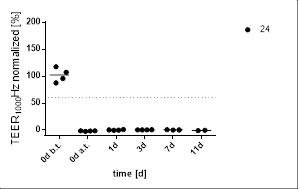 TEER1000Hz normalized [%]
200
150
100
50
0
0d b.t.
0d a.t.
1d
3d
7d
11d
time [d]
24